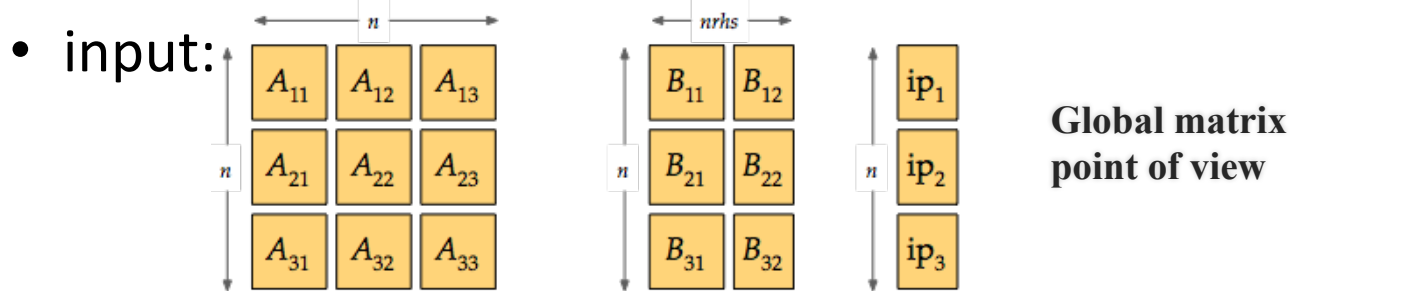 • input:
n
nrhs
n
A₁₁ A₁₂ A₁₃
A₂₁ A₂₂ A₂₃
A₃₁ A₃₂ A₃₃
n
B₁₁ B₁₂
B₂₁ B₂₂
B₃₁ B₃₂
n
ip₁
ip₂
ip₃
Global matrix
point of view